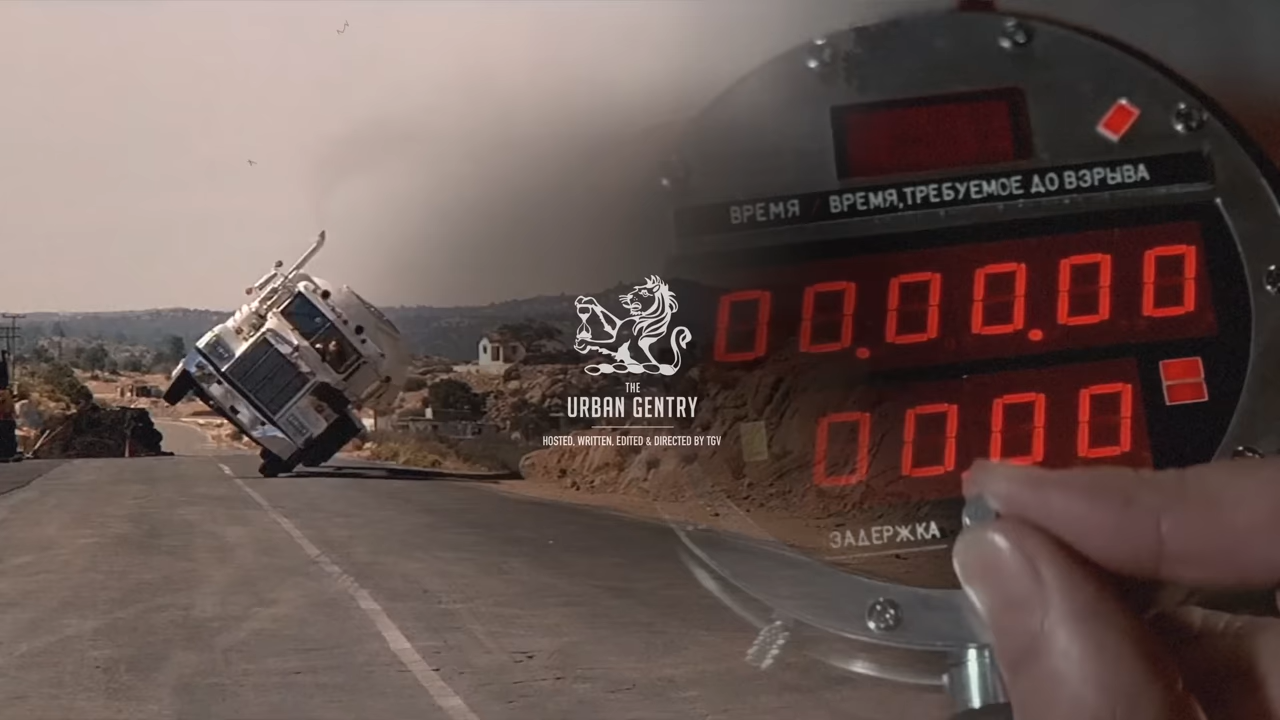 ВРЕМЯ / ВРЕМЯ,ТРЕБУЕМОЕ ДО ВЗРЫВА
00.00.00
0000
ЗАДЕРЖКА
THE
URBAN GENTRY
HOSTED, WRITTEN, EDITED & DIRECTED BY TGV